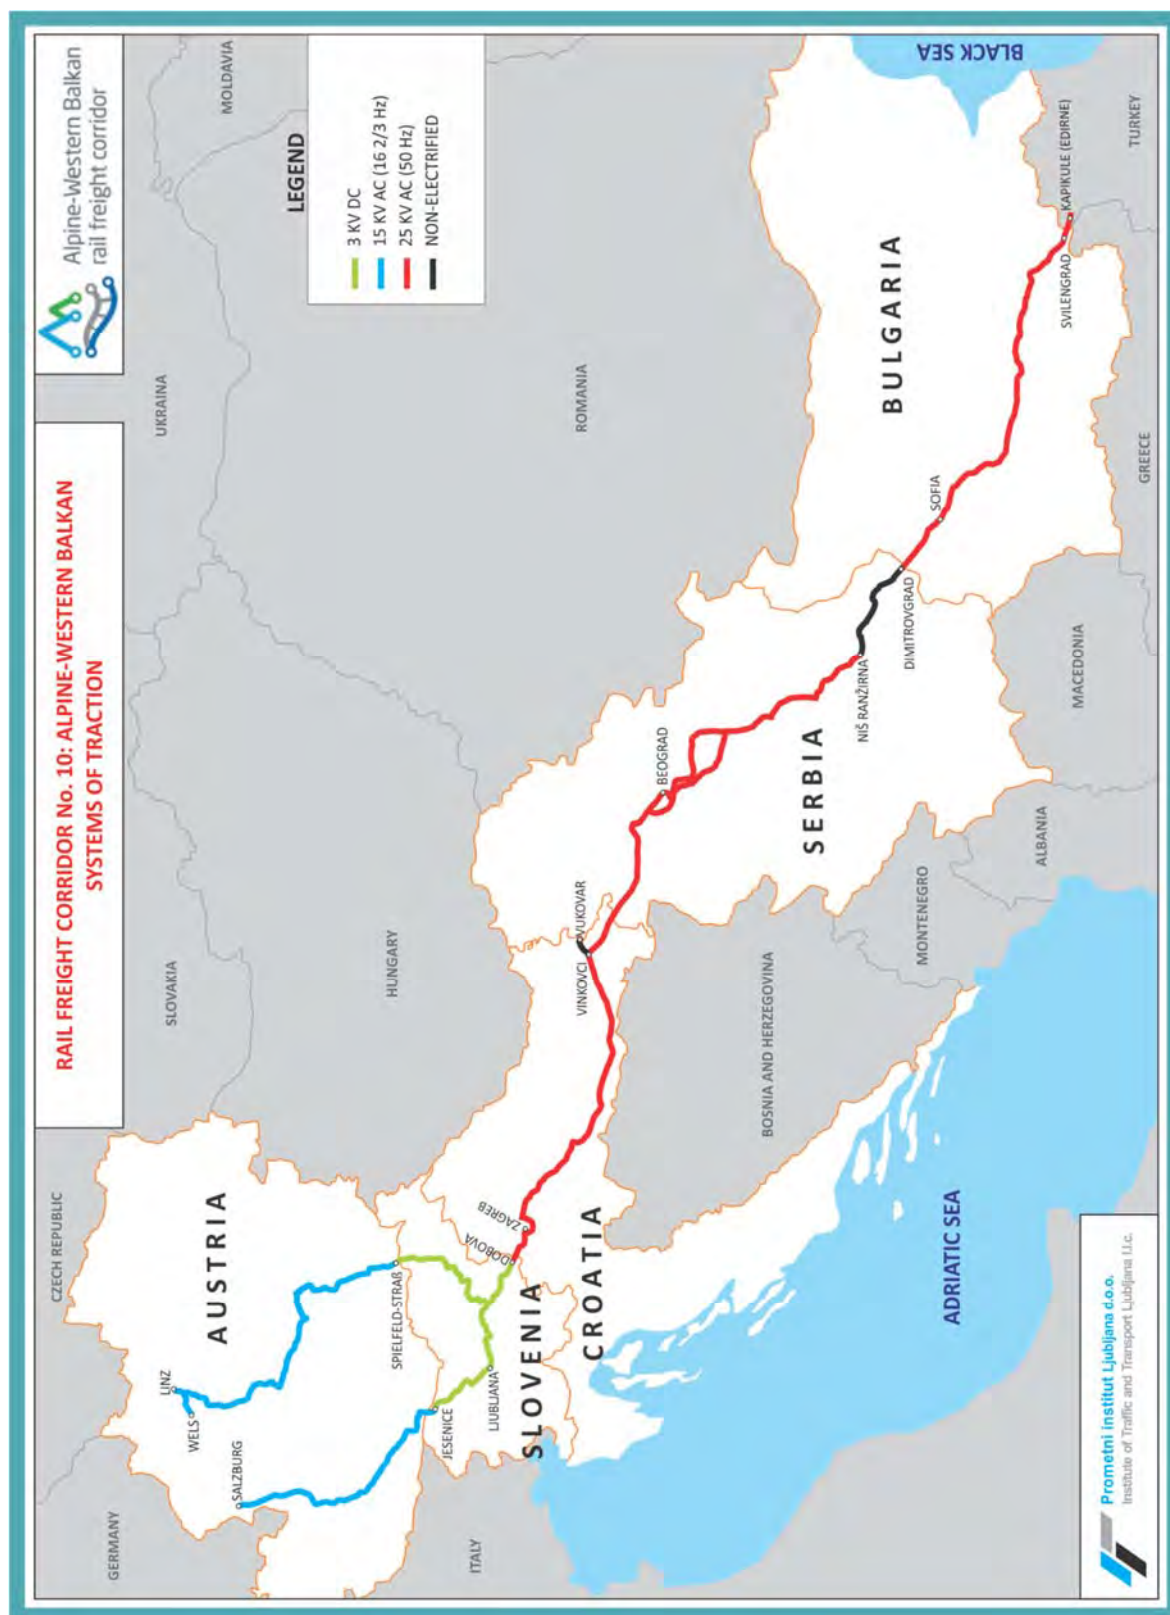 RAIL FREIGHT CORRIDOR No. 10: ALPINE-WESTERN BALKAN
SYSTEMS OF TRACTION
Alpine-Western Balkan
rail freight corridor
LEGEND
3 KV DC
15 KV AC (16 2/3 Hz)
25 KV AC (50 Hz)
NON-ELECTRIFIED
CZECH REPUBLIC
SLOVAKIA
UKRAINA
MOLDAVIA
GERMANY
AUSTRIA
LINZ
WELS
SALZBURG
SPIELFELD-STRAß
HUNGARY
ROMANIA
ITALY
JESENICE
LJUBLJANA
SLOVENIA
DOBOVA
ZAGREB
CROATIA
VINKOVCI
VUKOVAR
BEOGRAD
SERBIA
NIŠ RANŽIRNA
DIMITROVGRAD
SOFIA
BULGARIA
SVILENGRAD
KAPIKULE (EDIRNE)
BLACK SEA
TURKEY
GREECE
MACEDONIA
ALBANIA
MONTENEGRO
BOSNIA AND HERZEGOVINA
ADRIATIC SEA
Prometni institut Ljubljana d.o.o.
Institute of Traffic and Transport Ljubljana l.l.c.